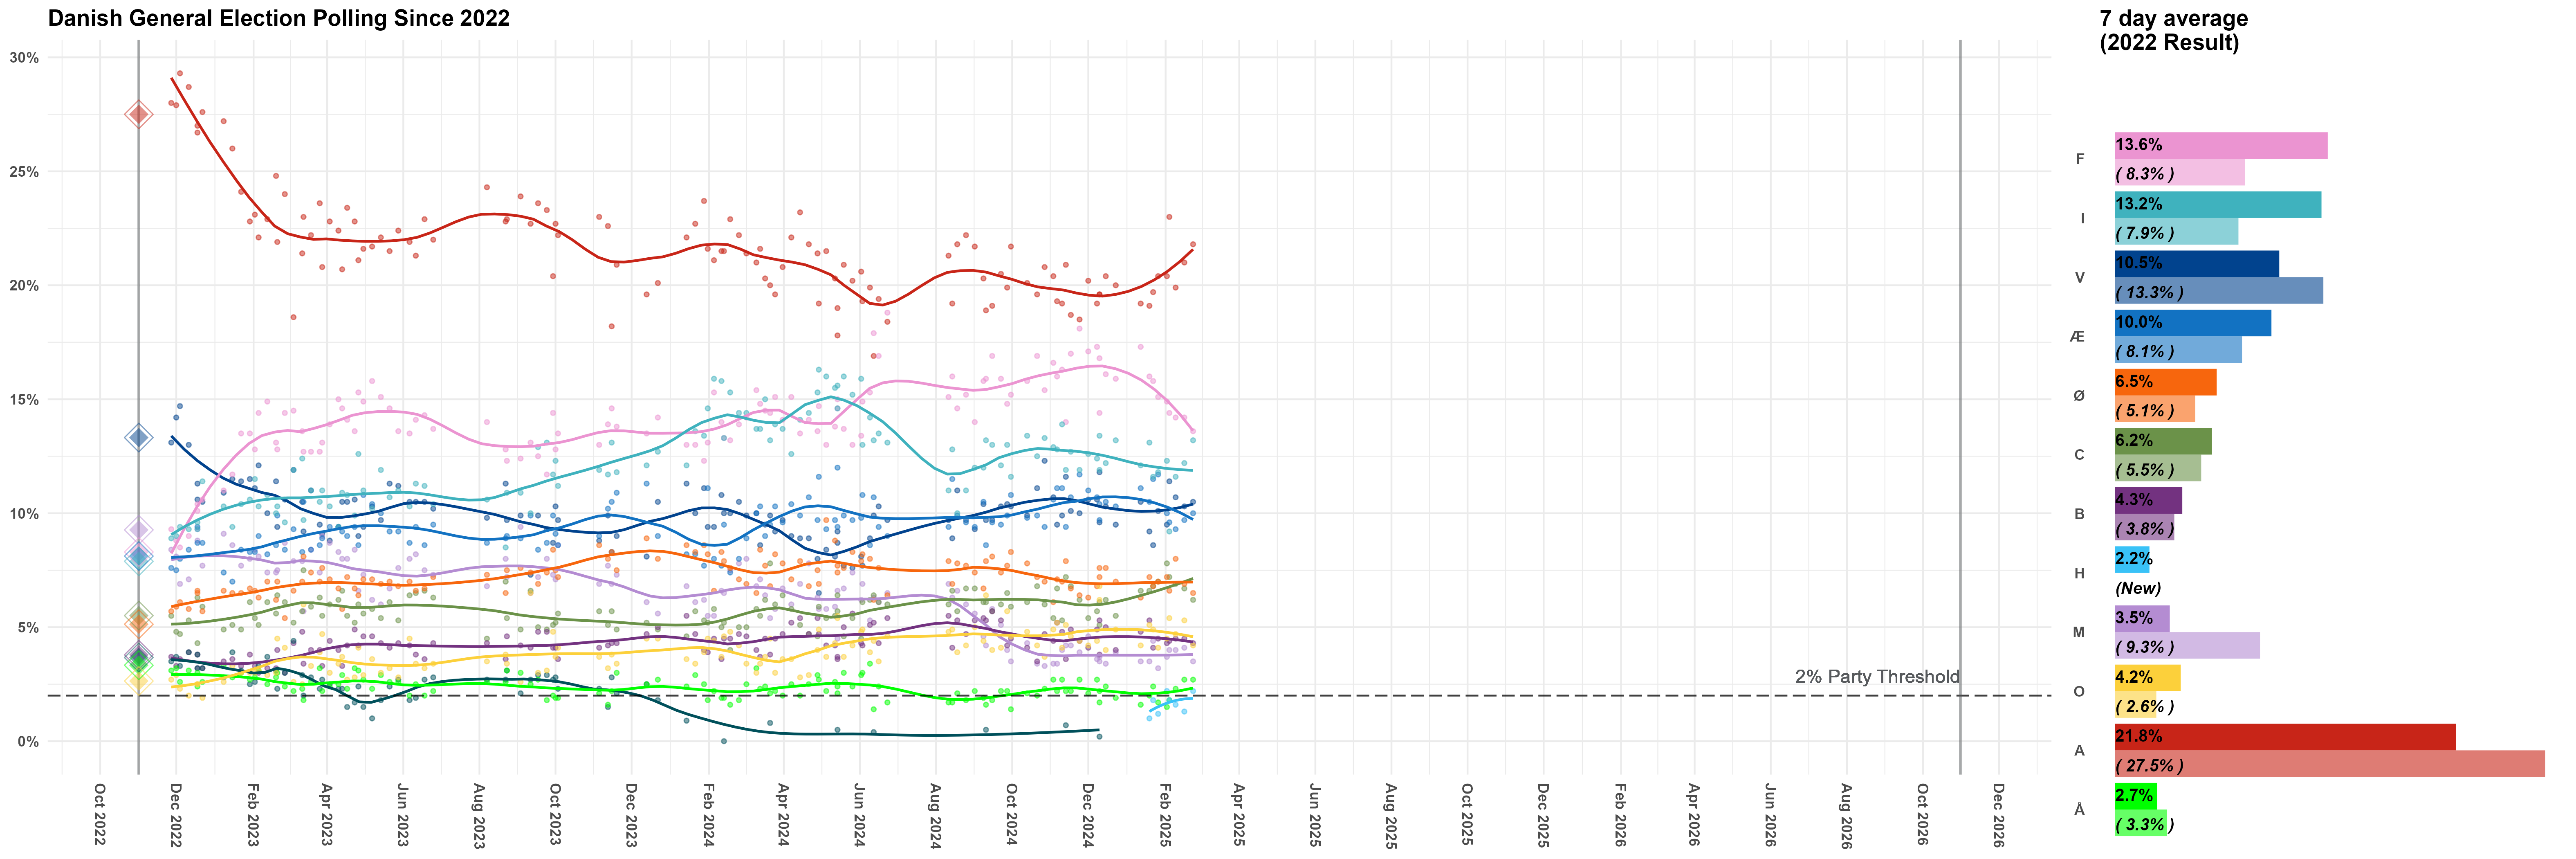 Danish General Election Polling Since 2022
30%
25%
20%
15%
10%
5%
0%
2% Party Threshold
Oct 2022
Dec 2022
Feb 2023
Apr 2023
Jun 2023
Aug 2023
Oct 2023
Dec 2023
Feb 2024
Apr 2024
Jun 2024
Aug 2024
Oct 2024
Dec 2024
Feb 2025
Apr 2025
Jun 2025
Aug 2025
Oct 2025
Dec 2025
Feb 2026
Apr 2026
Jun 2026
Aug 2026
Oct 2026
Dec 2026
7 day average
(2022 Result)
F
13.6%
( 8.3% )
I
13.2%
( 7.9% )
V
10.5%
( 13.3% )
Æ
10.0%
( 8.1% )
Ø
6.5%
( 5.1% )
C
6.2%
( 5.5% )
B
4.3%
( 3.8% )
H
2.2%
(New)
M
3.5%
( 9.3% )
O
4.2%
( 2.6% )
A
21.8%
( 27.5% )
Å
2.7%
( 3.3% )